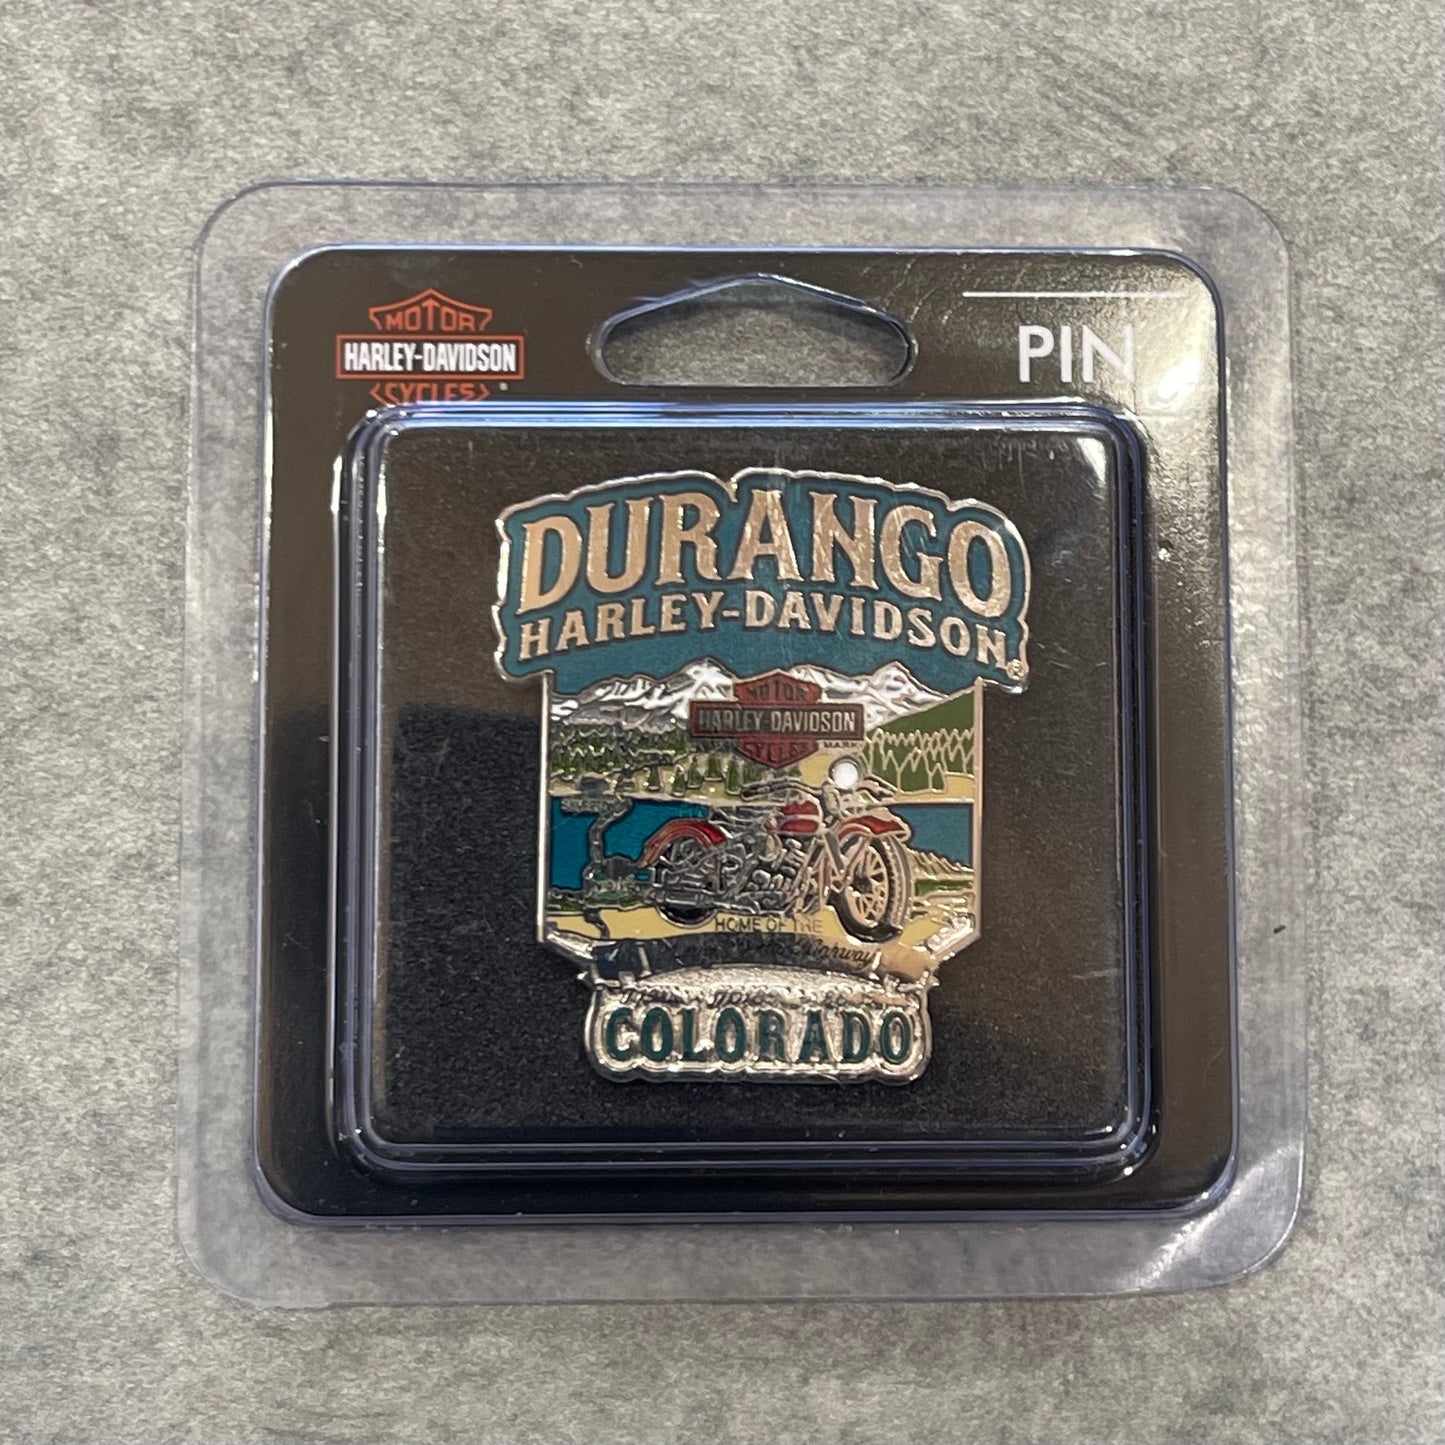 MOTOR
HARLEY-DAVIDSON
CYCLES ®
PIN
DURANGO
HARLEY-DAVIDSON®
MOTOR
HARLEY-DAVIDSON
CYCLES
HOME OF THE
COLORADO